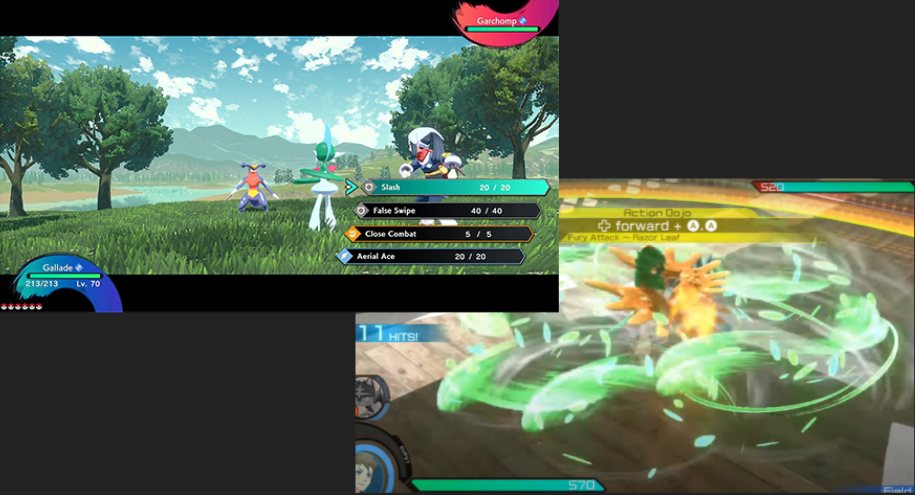 Garchomp
Slash 20 / 20
False Swipe 40 / 40
Close Combat 5 / 5
Aerial Ace 20 / 20
Gallade
213/213 Lv. 70
520
Action Dojo
forward + A.A
Fury Attack ~ Razor Leaf
11 HITS!
570
Field